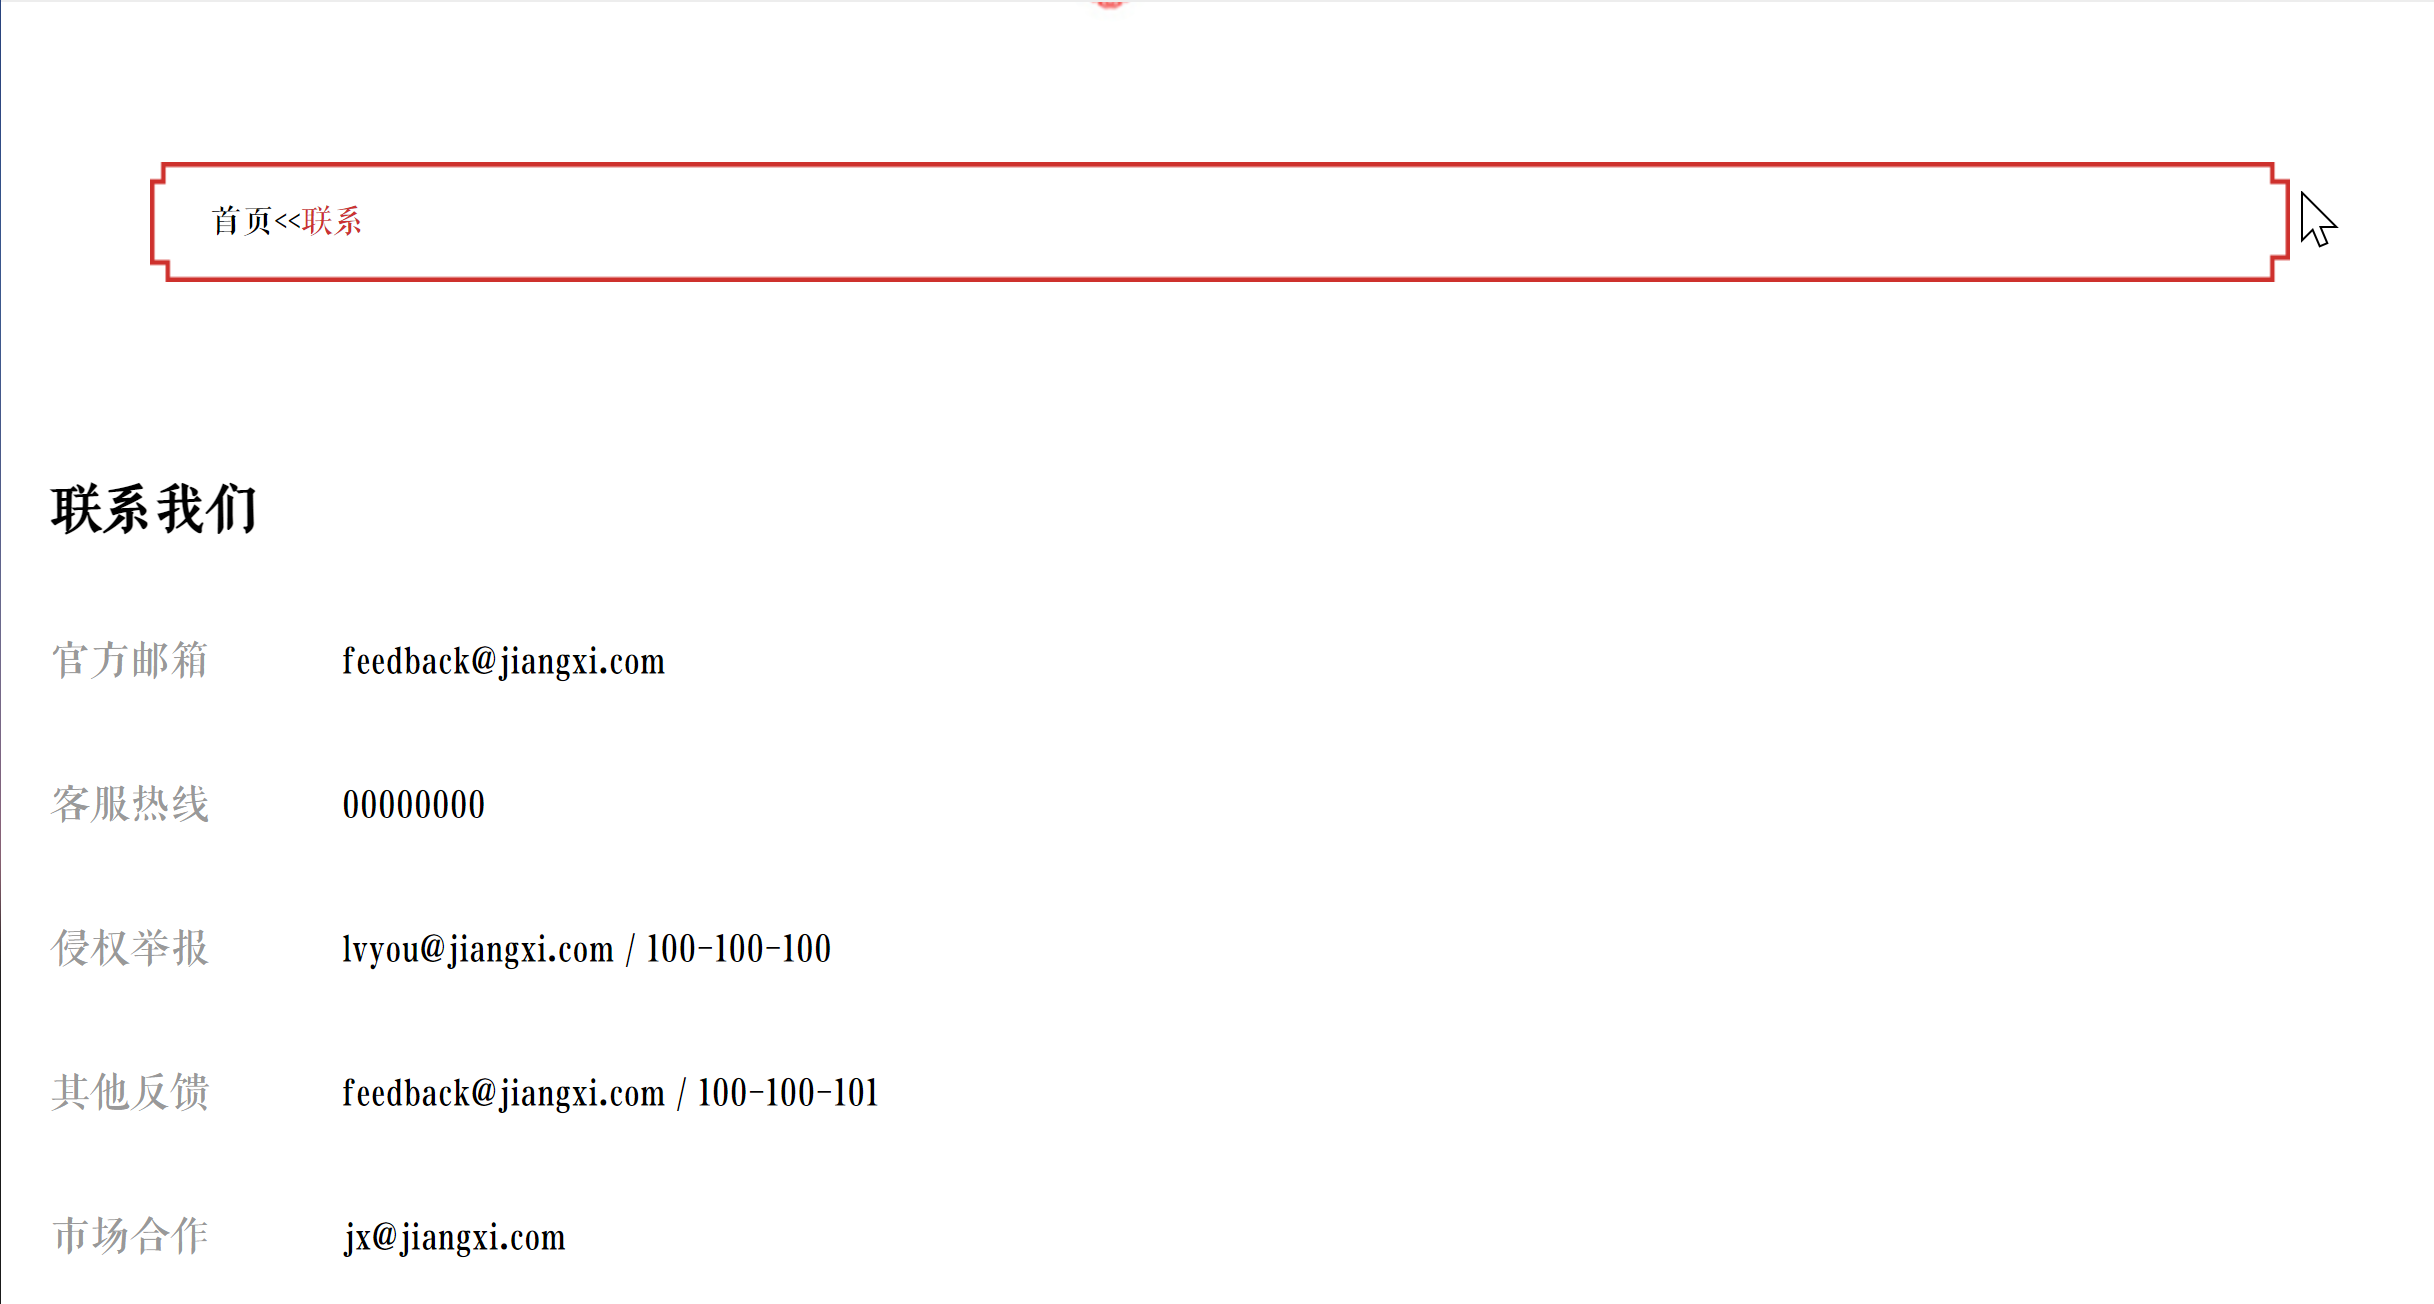 首页<<联系
联系我们
官方邮箱 feedback@jiangxi.com
客服热线 00000000
侵权举报 lvyou@jiangxi.com / 100-100-100
其他反馈 feedback@jiangxi.com / 100-100-101
市场合作 jx@jiangxi.com